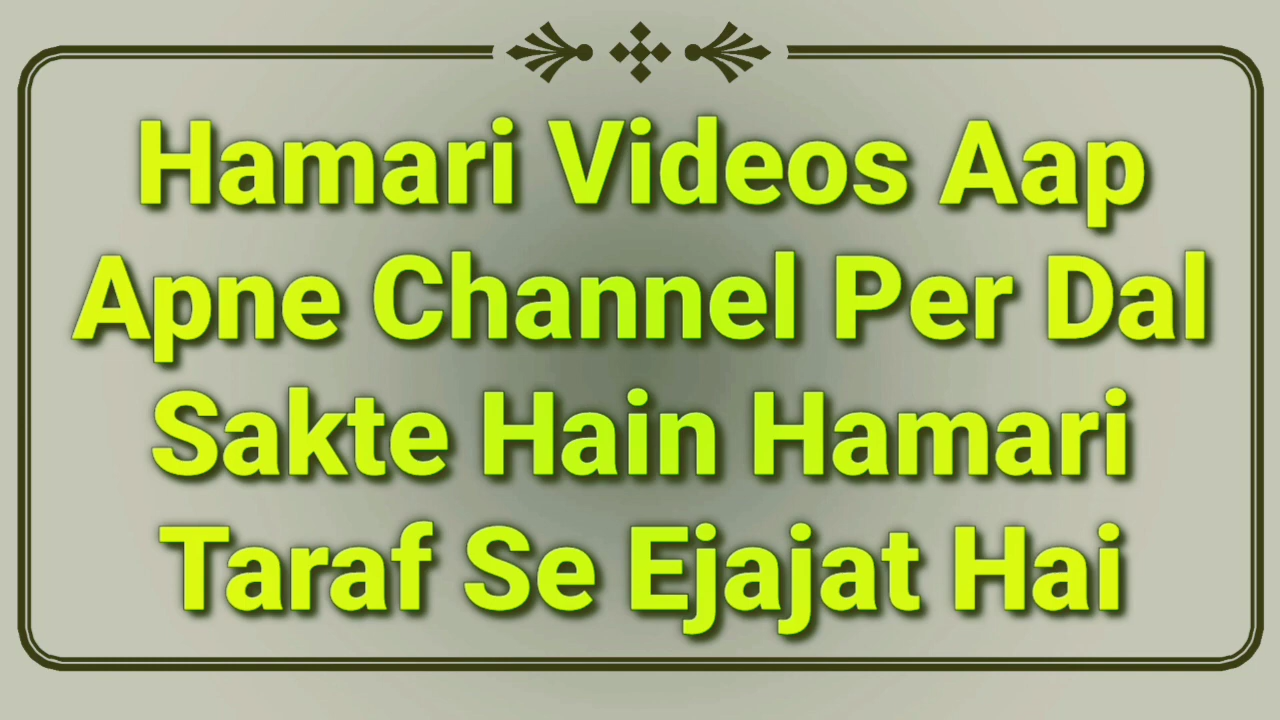 Hamari Videos Aap
Apne Channel Per Dal
Sakte Hain Hamari
Taraf Se Ejajat Hai